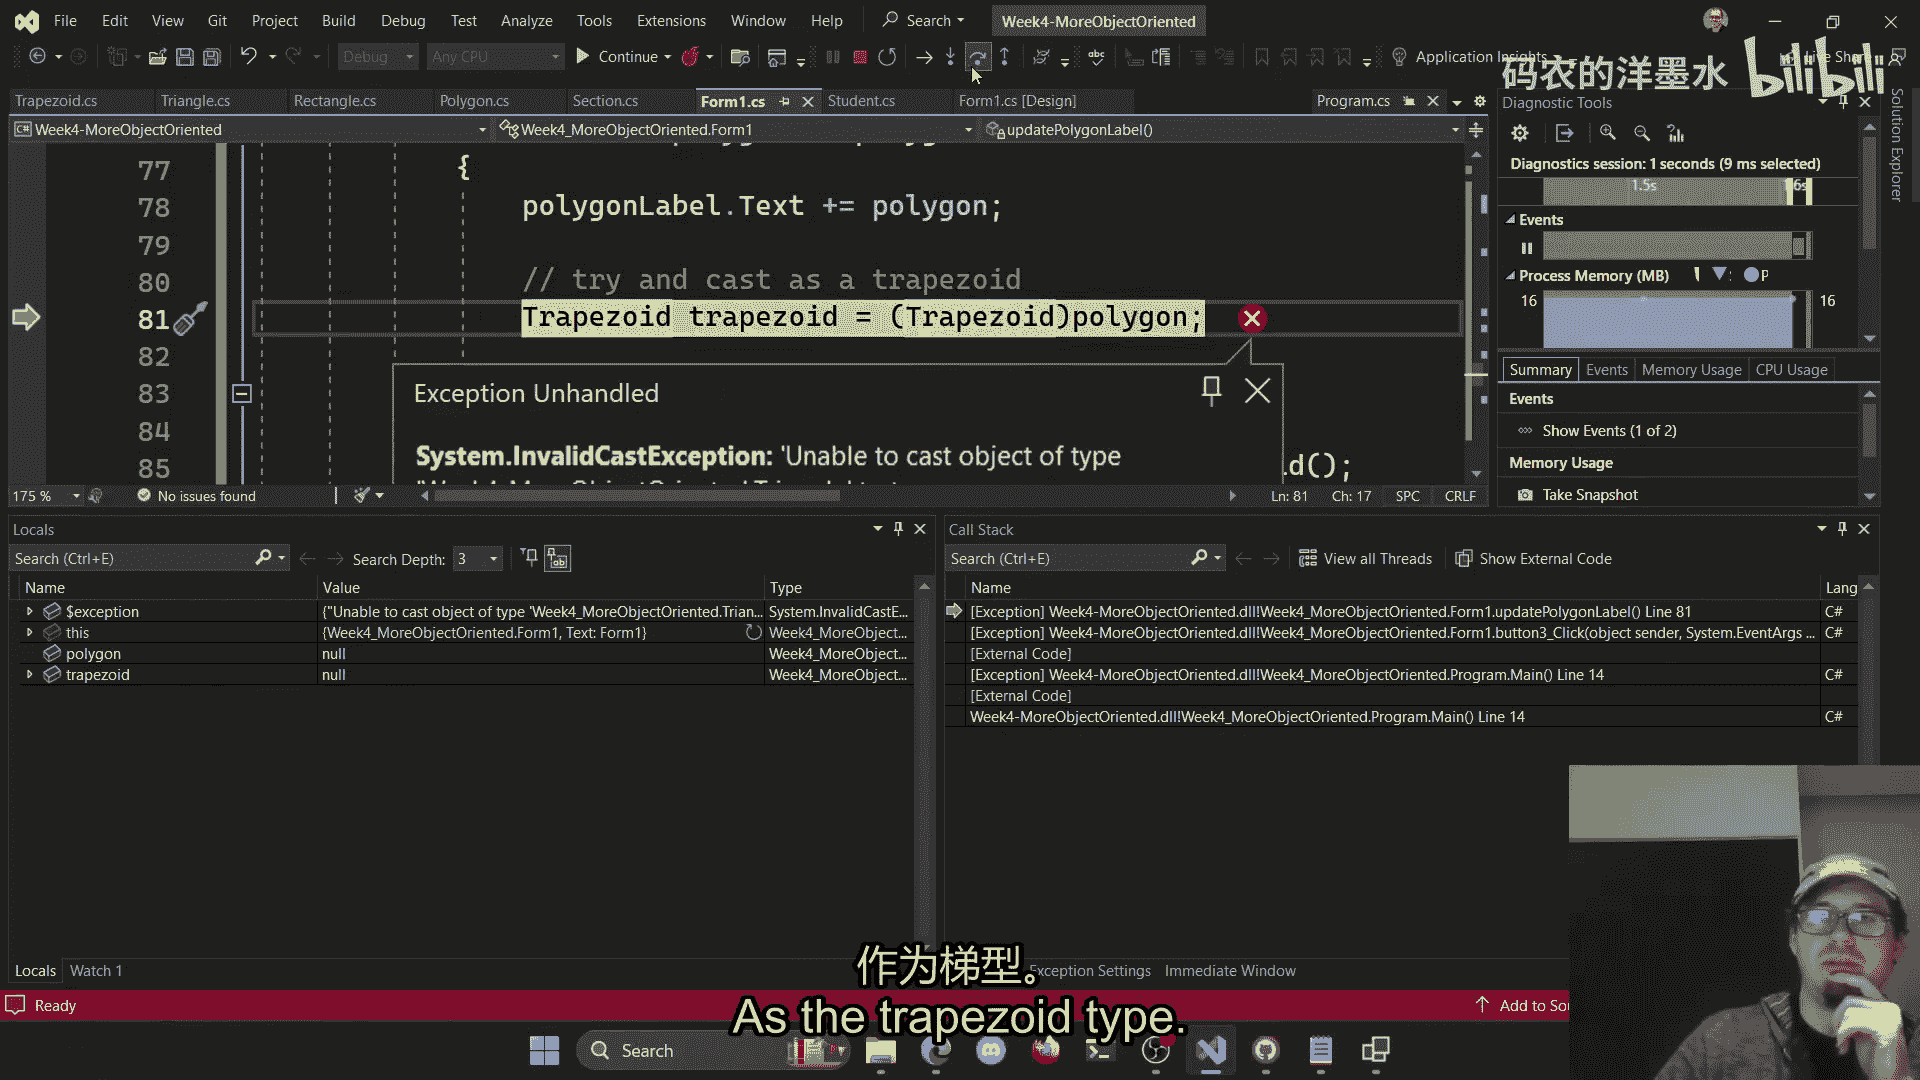 File Edit View Git Project Build Debug Test Analyze Tools Extensions Window Help Search Week4-MoreObjectOriented
Debug Any CPU Continue Application Insights Live Share
码农的洋墨水 bilibili
Trapezoid.cs Triangle.cs Rectangle.cs Polygon.cs Section.cs Form1.cs Student.cs Form1.cs [Design] Program.cs
Week4-MoreObjectOriented Week4_MoreObjectOriented.Form1 updatePolygonLabel()
77 {
78 polygonLabel.Text += polygon;
79
80 // try and cast as a trapezoid
81 Trapezoid trapezoid = (Trapezoid)polygon;
82
83
84
85 d();
Exception Unhandled
System.InvalidCastException: 'Unable to cast object of type
175 % No issues found Ln: 81 Ch: 17 SPC CRLF
Diagnostic Tools
Diagnostics session: 1 seconds (9 ms selected)
1.5s
Events
Process Memory (MB) P
16 16
Summary Events Memory Usage CPU Usage
Events
Show Events (1 of 2)
Memory Usage
Take Snapshot
Solution Explorer
Locals
Search (Ctrl+E) Search Depth: 3
Name Value Type
$exception {"Unable to cast object of type 'Week4_MoreObjectOriented.Trian... System.InvalidCastE...
this {Week4_MoreObjectOriented.Form1, Text: Form1} Week4_MoreObject...
polygon null Week4_MoreObject...
trapezoid null Week4_MoreObject...
Locals Watch 1
Call Stack
Search (Ctrl+E) View all Threads Show External Code
Name Lang
[Exception] Week4-MoreObjectOriented.dll!Week4_MoreObjectOriented.Form1.updatePolygonLabel() Line 81 C#
[Exception] Week4-MoreObjectOriented.dll!Week4_MoreObjectOriented.Form1.button3_Click(object sender, System.EventArgs ... C#
[External Code]
[Exception] Week4-MoreObjectOriented.dll!Week4_MoreObjectOriented.Program.Main() Line 14 C#
[External Code]
Week4-MoreObjectOriented.dll!Week4_MoreObjectOriented.Program.Main() Line 14 C#
Exception Settings Immediate Window
作为梯型。
Ready Add to So
As the trapezoid type.
Search